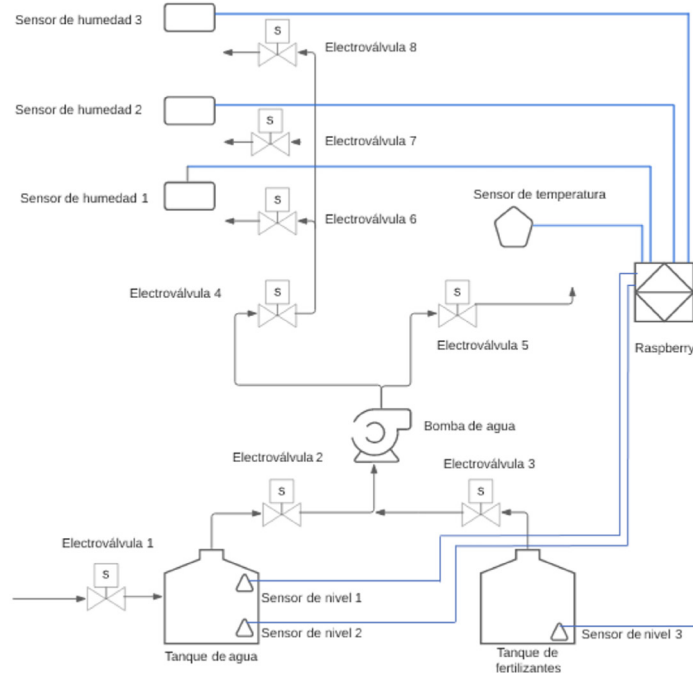 Sensor de humedad 3
S
Electroválvula 8
Sensor de humedad 2
S
Electroválvula 7
Sensor de humedad 1
S
Electroválvula 6
Sensor de temperatura
Electroválvula 4
S
S
Electroválvula 5
Raspberry
Bomba de agua
Electroválvula 2
Electroválvula 3
S
S
Electroválvula 1
S
Sensor de nivel 1
Sensor de nivel 2
Sensor de nivel 3
Tanque de agua
Tanque de
fertilizantes